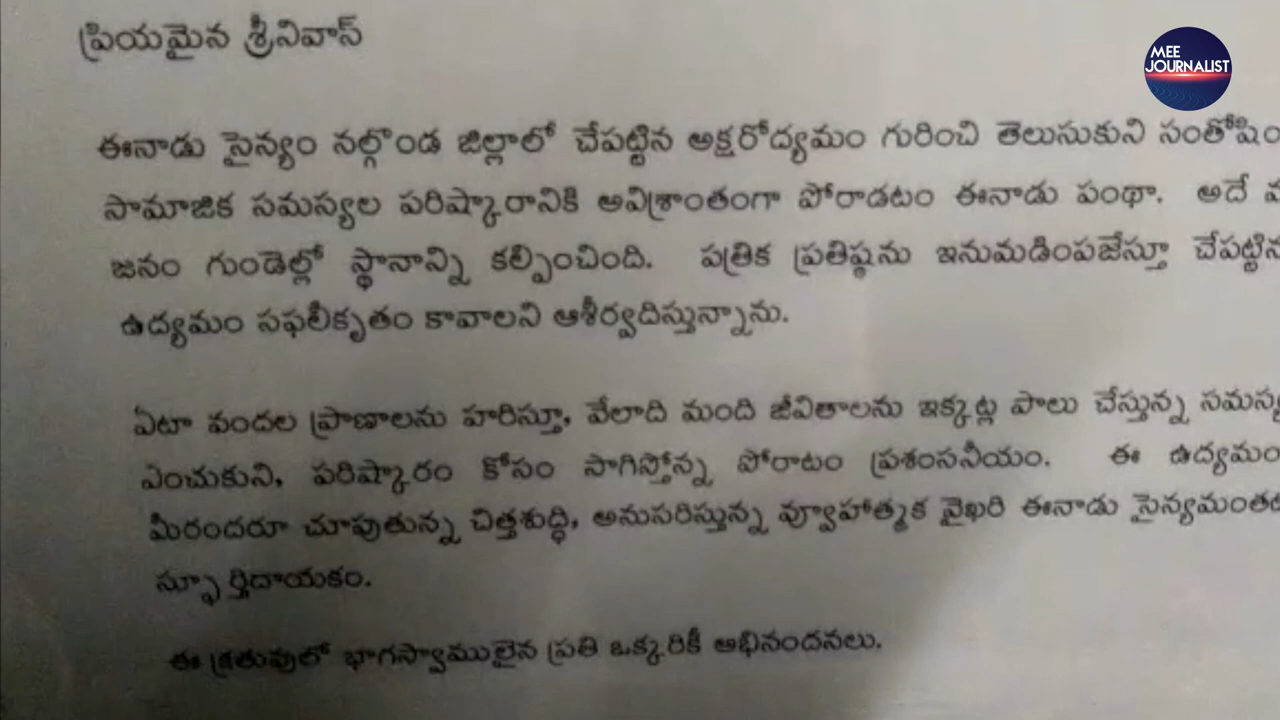 MEE
JOURNALIST
ప్రియమైన శ్రీనివాస్
ఈనాడు సైన్యం నల్గొండ జిల్లాలో చేపట్టిన అక్షరోద్యమం గురించి తెలుసుకుని
సామాజిక సమస్యల పరిష్కారానికి అవిశ్రాంతంగా పోరాడటం ఈనాడు పంథా. అదే
జనం గుండెల్లో స్థానాన్ని కల్పించింది. పత్రిక ప్రతిష్ఠను ఇనుమడింపజేస్తూ చేపట్టిన
ఉద్యమం సఫలీకృతం కావాలని ఆశీర్వదిస్తున్నాను.
ఏటా వందల ప్రాణాలను హరిస్తూ, వేలాది మంది జీవితాలను ఇక్కట్ల పాలు చేస్తున్న
ఎంచుకుని, పరిష్కారం కోసం సాగిస్తోన్న పోరాటం ప్రశంసనీయం. ఈ ఉద్యమం
మీరందరూ చూపుతున్న చిత్తశుద్ధి, అనుసరిస్తున్న వ్యూహాత్మక వైఖరి ఈనాడు
స్ఫూర్తిదాయకం.
ఈ క్రతువులో భాగస్వాములైన ప్రతి ఒక్కరికీ అభినందనలు.